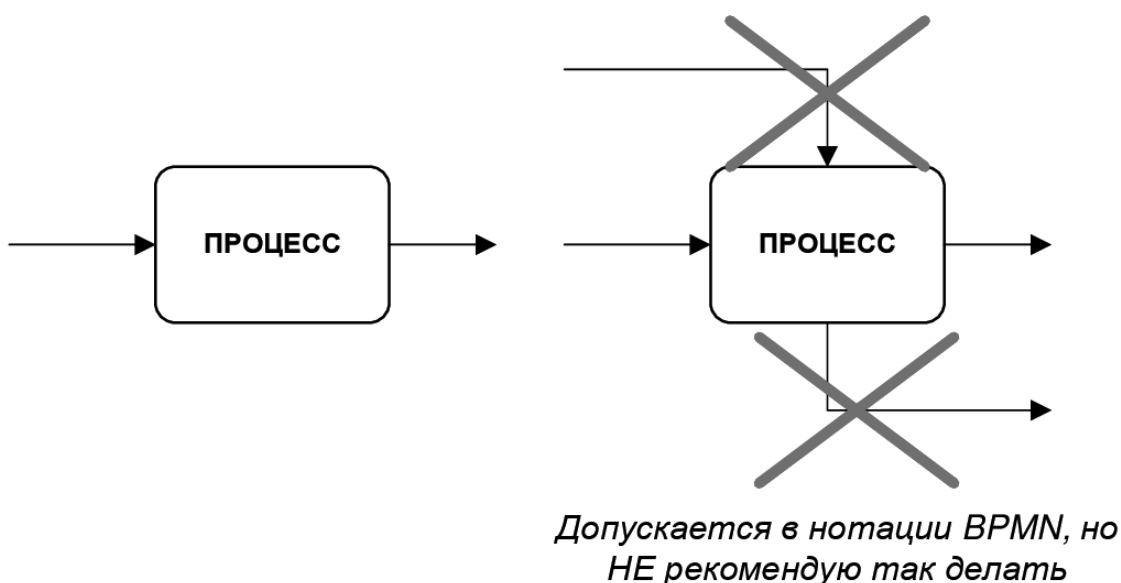 ПРОЦЕСС
ПРОЦЕСС
Допускается в нотации BPMN, но
НЕ рекомендую так делать